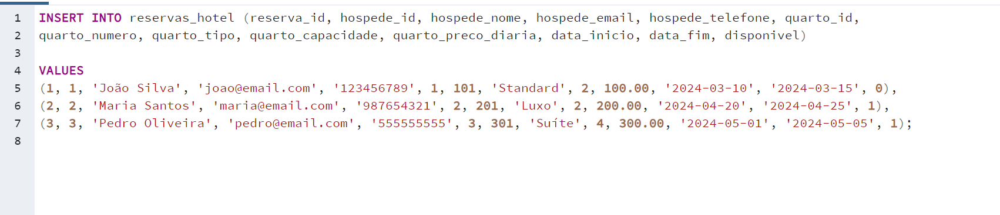 1 INSERT INTO reservas_hotel (reserva_id, hospede_id, hospede_nome, hospede_email, hospede_telefone, quarto_id,
2 quarto_numero, quarto_tipo, quarto_capacidade, quarto_preco_diaria, data_inicio, data_fim, disponivel)
3
4 VALUES
5 (1, 1, 'João Silva', 'joao@email.com', '123456789', 1, 101, 'Standard', 2, 100.00, '2024-03-10', '2024-03-15', 0),
6 (2, 2, 'Maria Santos', 'maria@email.com', '987654321', 2, 201, 'Luxo', 2, 200.00, '2024-04-20', '2024-04-25', 1),
7 (3, 3, 'Pedro Oliveira', 'pedro@email.com', '555555555', 3, 301, 'Suíte', 4, 300.00, '2024-05-01', '2024-05-05', 1);
8